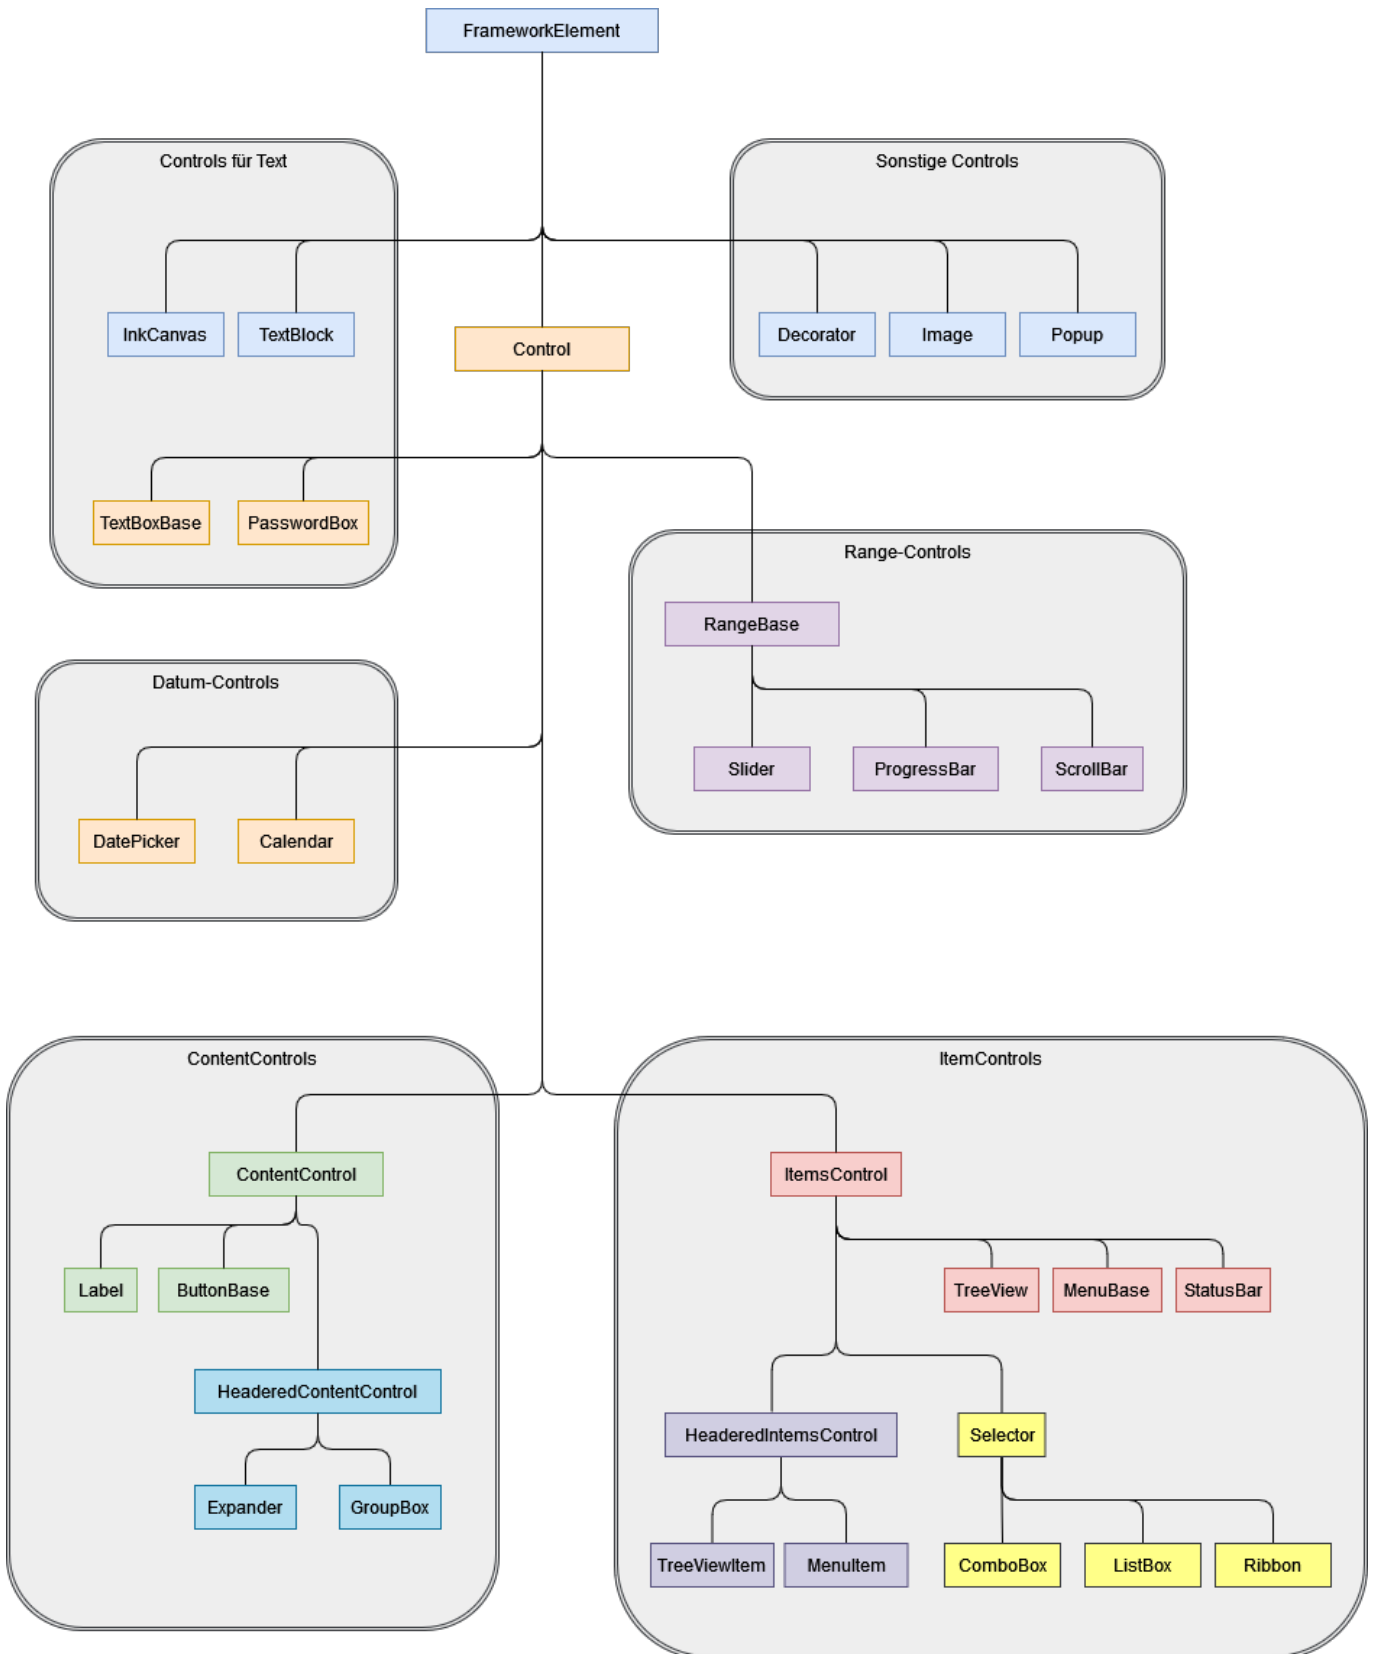 FrameworkElement
Controls für Text
Sonstige Controls
InkCanvas
TextBlock
Decorator
Image
Popup
Control
TextBoxBase
PasswordBox
Range-Controls
RangeBase
Datum-Controls
Slider
ProgressBar
ScrollBar
DatePicker
Calendar
ContentControls
ItemControls
ContentControl
ItemsControl
Label
ButtonBase
TreeView
MenuBase
StatusBar
HeaderedContentControl
HeaderedIntemsControl
Selector
Expander
GroupBox
TreeViewItem
MenuItem
ComboBox
ListBox
Ribbon